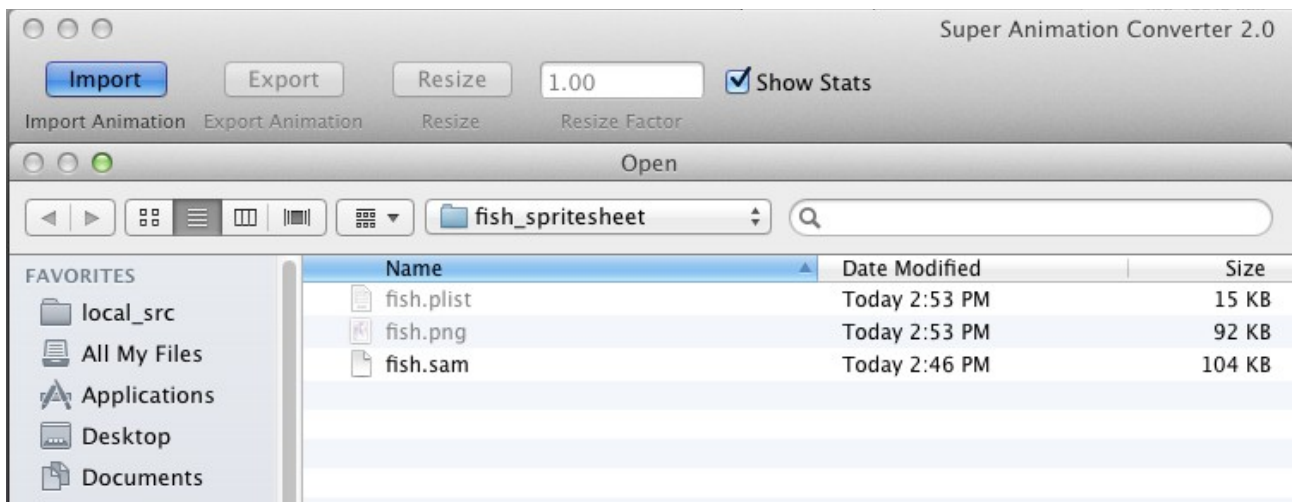 Super Animation Converter 2.0
Import Export Resize 1.00 Show Stats
Import Animation Export Animation Resize Resize Factor
Open
fish_spritesheet
FAVORITES Name Date Modified Size
local_src fish.plist Today 2:53 PM 15 KB
fish.png Today 2:53 PM 92 KB
All My Files fish.sam Today 2:46 PM 104 KB
Applications
Desktop
Documents